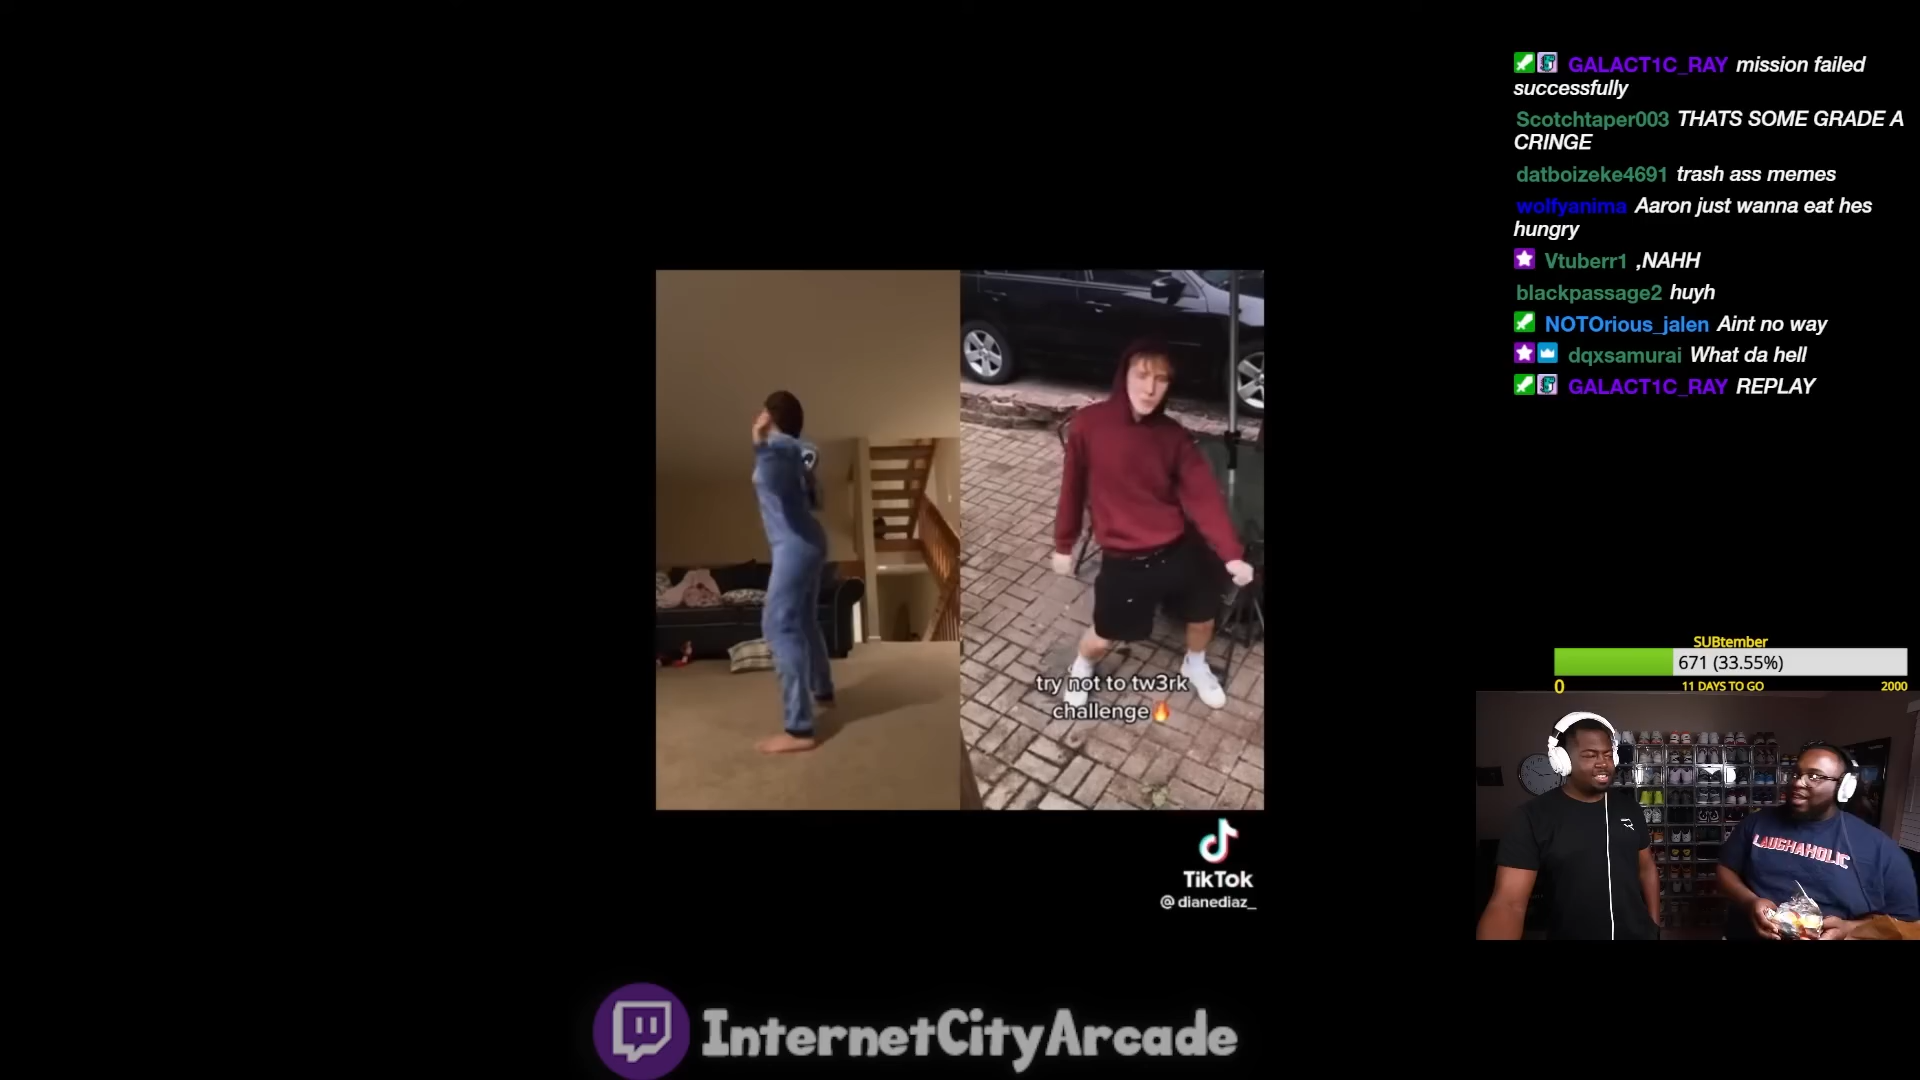 GALACT1C_RAY mission failed
successfully
Scotchtaper003 THATS SOME GRADE A
CRINGE
datboizeke4691 trash ass memes
wolfyanima Aaron just wanna eat hes
hungry
Vtuberr1 ,NAHH
blackpassage2 huyh
NOTOrious_jalen Aint no way
dqxsamurai What da hell
GALACT1C_RAY REPLAY
try not to tw3rk
challenge🔥
SUBtember
671 (33.55%)
0 11 DAYS TO GO 2000
LAUGHAHOLIC
TikTok
@dianediaz_
InternetCityArcade